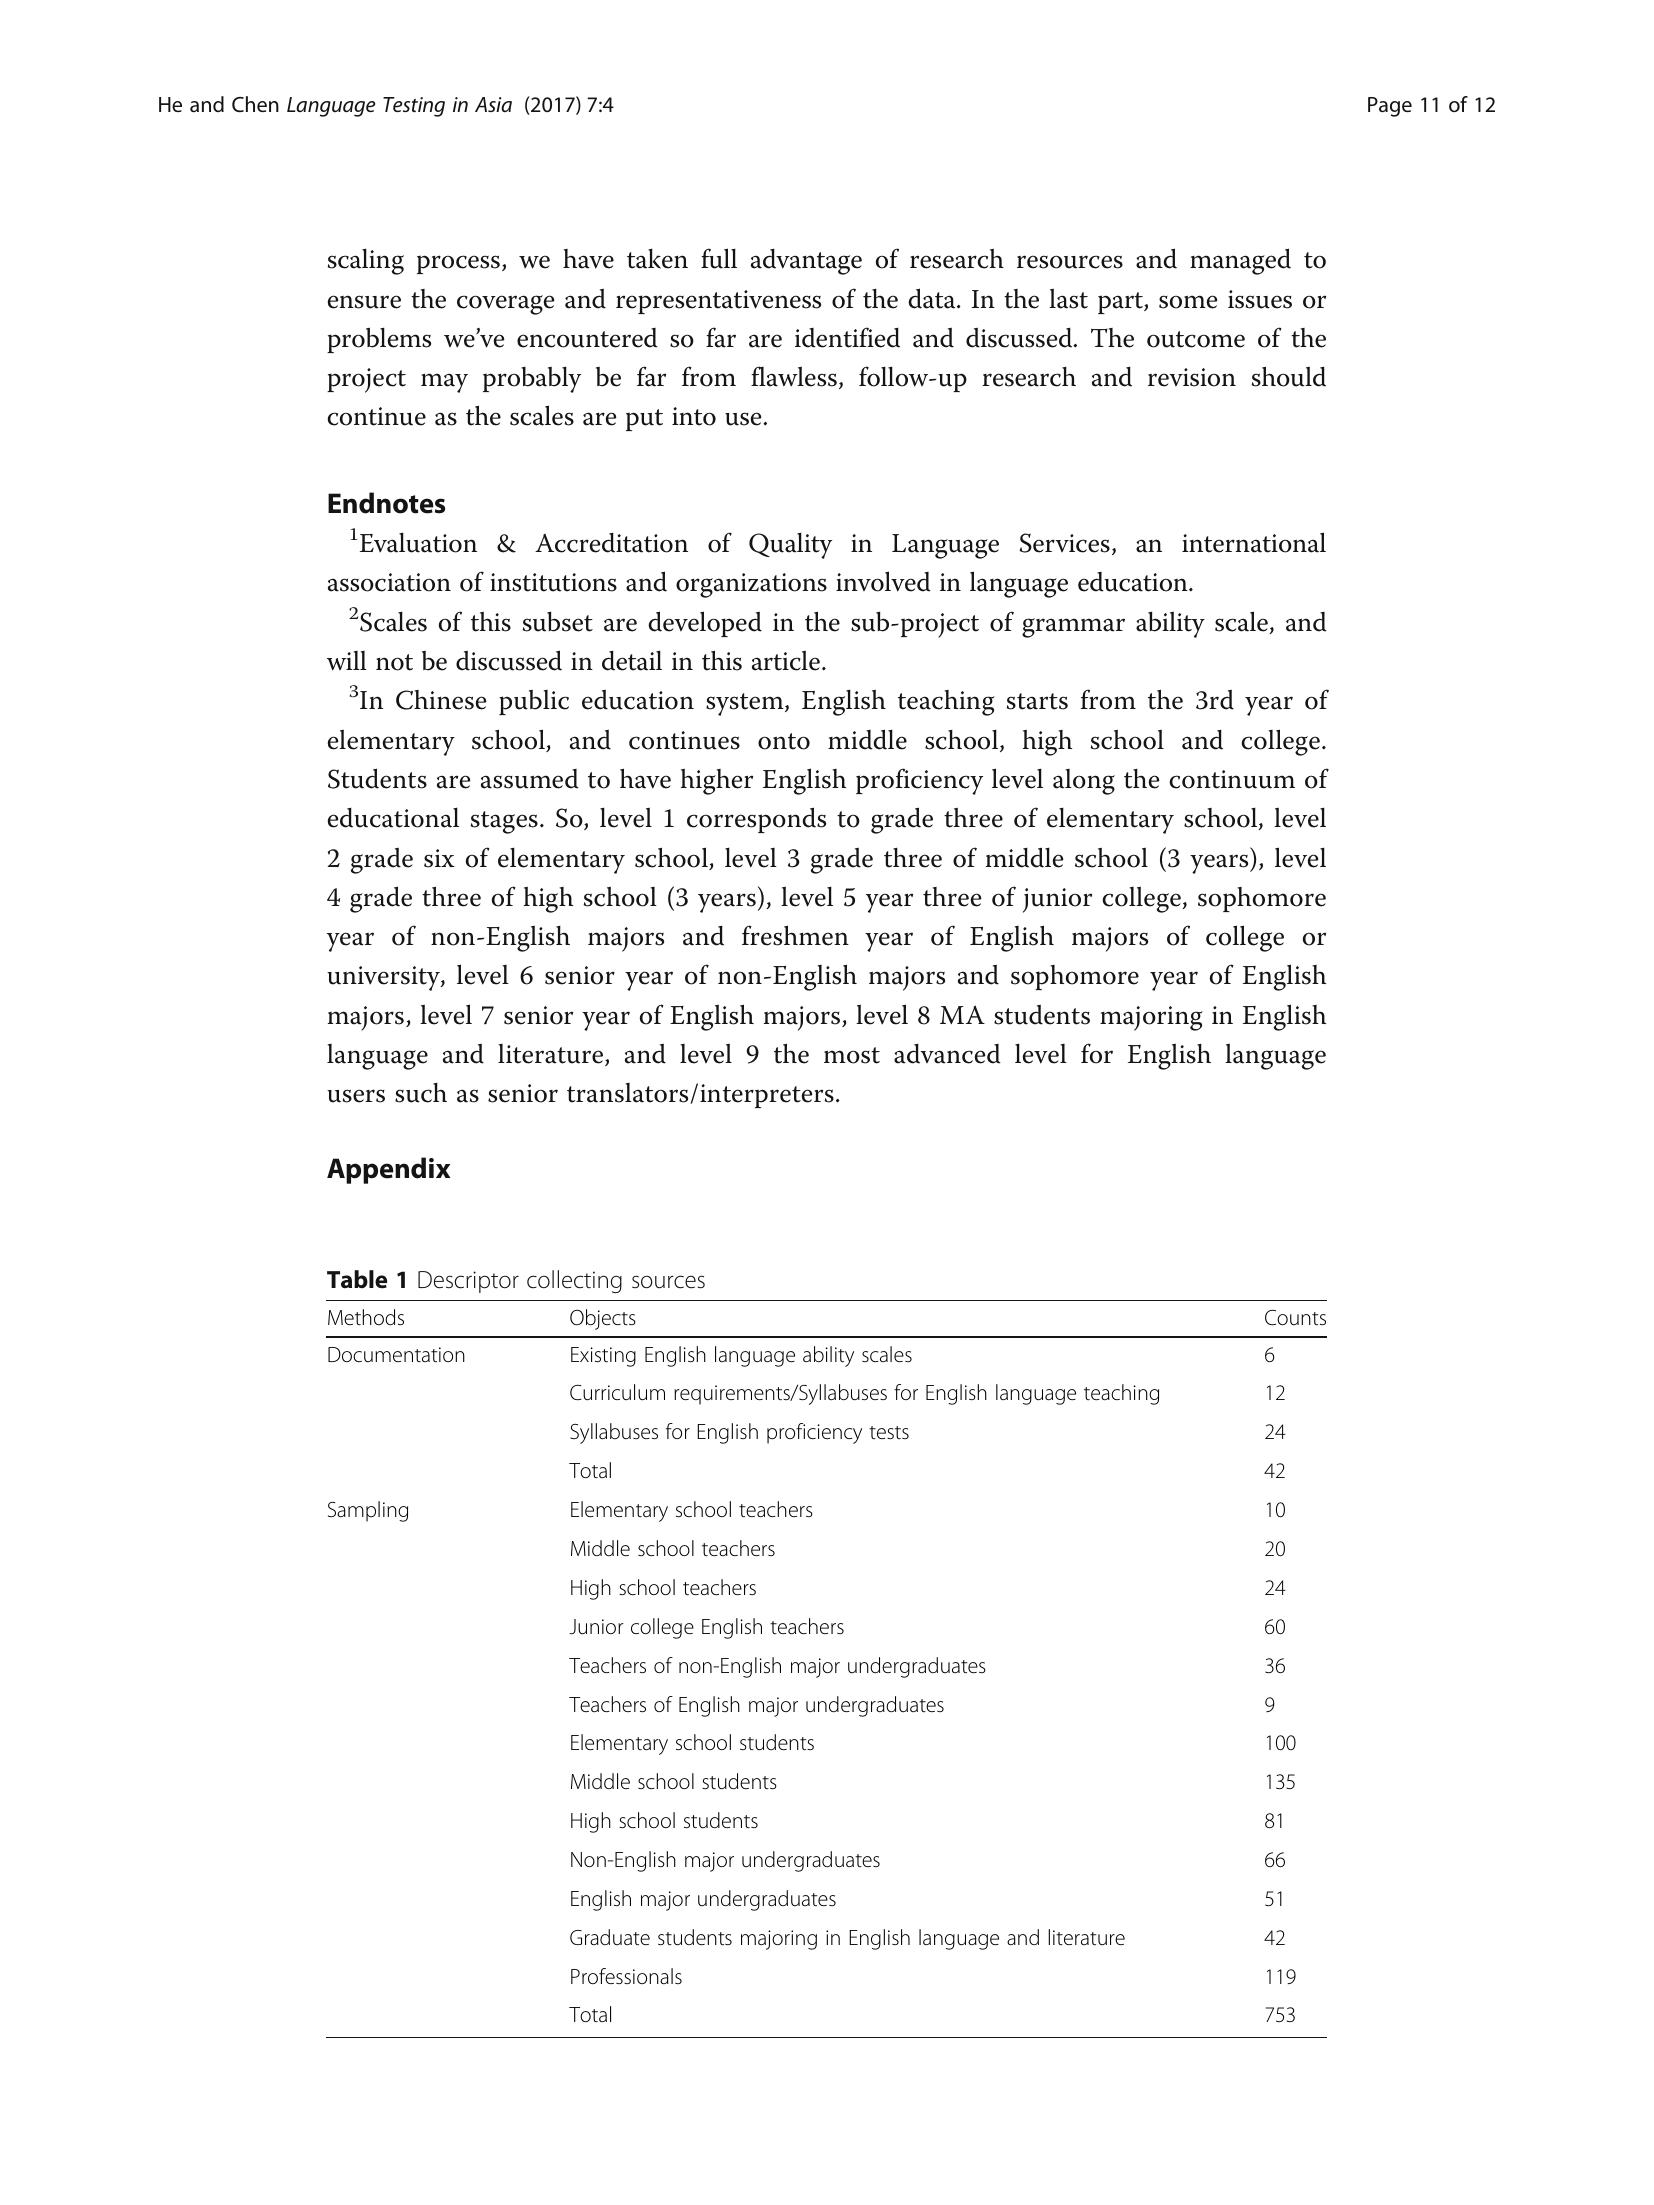 He and Chen Language Testing in Asia (2017) 7:4
Page 11 of 12
scaling process, we have taken full advantage of research resources and managed to
ensure the coverage and representativeness of the data. In the last part, some issues or
problems we've encountered so far are identified and discussed. The outcome of the
project may probably be far from flawless, follow-up research and revision should
continue as the scales are put into use.
Endnotes
1Evaluation & Accreditation of Quality in Language Services, an international
association of institutions and organizations involved in language education.
2Scales of this subset are developed in the sub-project of grammar ability scale, and
will not be discussed in detail in this article.
3In Chinese public education system, English teaching starts from the 3rd year of
elementary school, and continues onto middle school, high school and college.
Students are assumed to have higher English proficiency level along the continuum of
educational stages. So, level 1 corresponds to grade three of elementary school, level
2 grade six of elementary school, level 3 grade three of middle school (3 years), level
4 grade three of high school (3 years), level 5 year three of junior college, sophomore
year of non-English majors and freshmen year of English majors of college or
university, level 6 senior year of non-English majors and sophomore year of English
majors, level 7 senior year of English majors, level 8 MA students majoring in English
language and literature, and level 9 the most advanced level for English language
users such as senior translators/interpreters.
Appendix
Table 1 Descriptor collecting sources
Methods Objects Counts
Documentation Existing English language ability scales 6
Curriculum requirements/Syllabuses for English language teaching 12
Syllabuses for English proficiency tests 24
Total 42
Sampling Elementary school teachers 10
Middle school teachers 20
High school teachers 24
Junior college English teachers 60
Teachers of non-English major undergraduates 36
Teachers of English major undergraduates 9
Elementary school students 100
Middle school students 135
High school students 81
Non-English major undergraduates 66
English major undergraduates 51
Graduate students majoring in English language and literature 42
Professionals 119
Total 753